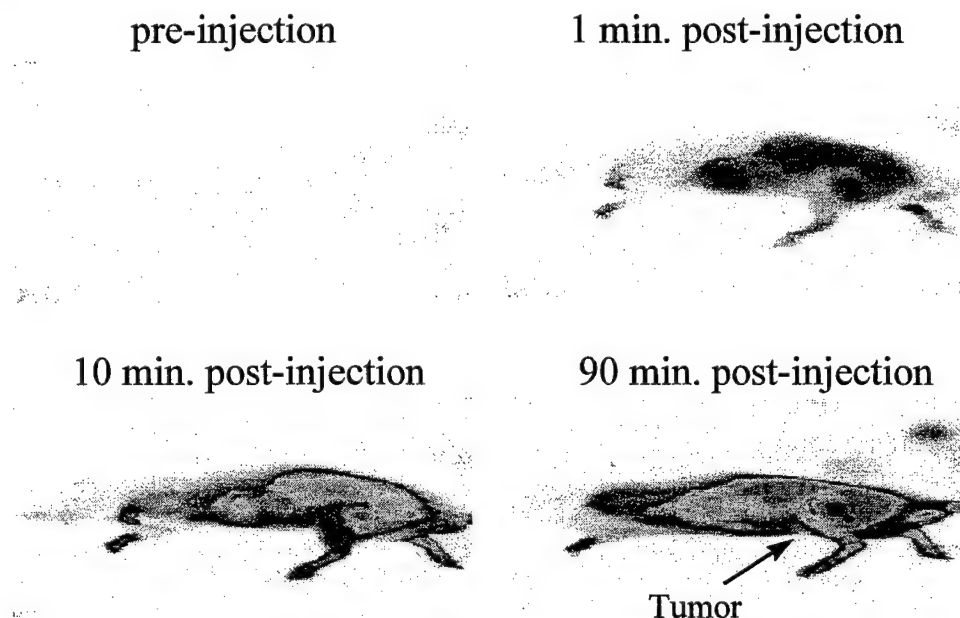 pre-injection
1 min. post-injection
10 min. post-injection
90 min. post-injection
Tumor